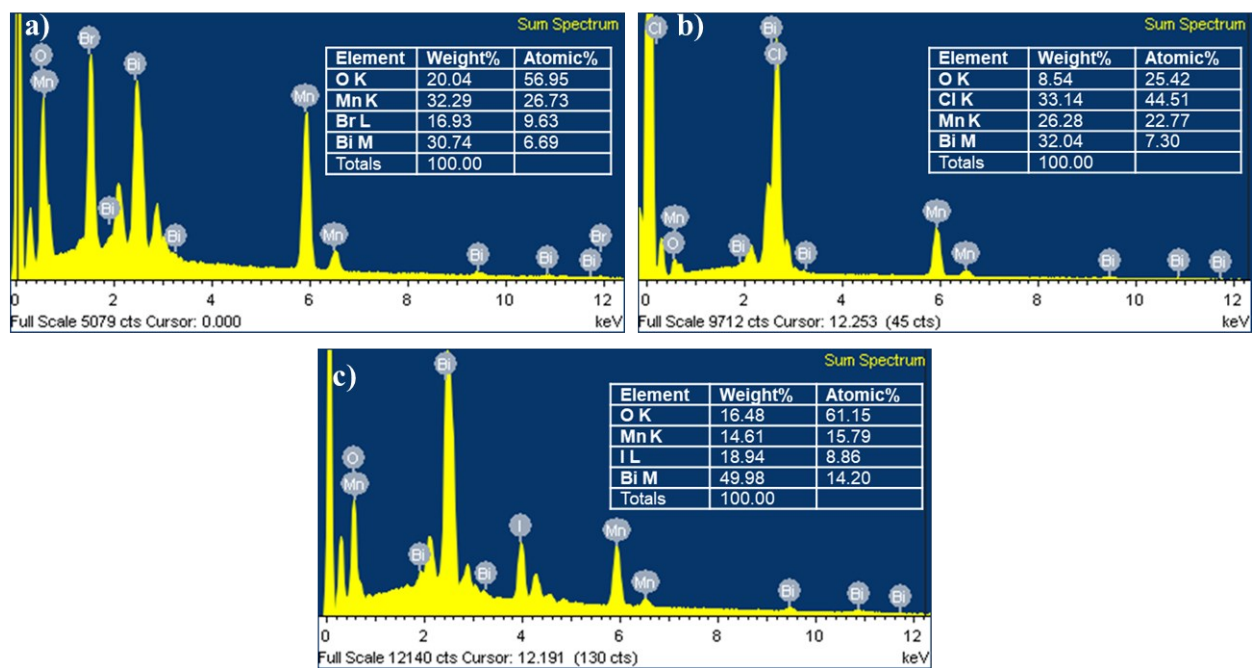 a)
Sum Spectrum
O
Mn
Br
Bi
Bi
Bi
Mn
Mn
Bi
Bi
Bi
Br
Element Weight% Atomic%
O K 20.04 56.95
Mn K 32.29 26.73
Br L 16.93 9.63
Bi M 30.74 6.69
Totals 100.00
0 2 4 6 8 10 12
Full Scale 5079 cts Cursor: 0.000 keV
b)
Sum Spectrum
Cl
Bi
Cl
Mn
O
Bi
Bi
Mn
Mn
Bi
Bi
Bi
Element Weight% Atomic%
O K 8.54 25.42
Cl K 33.14 44.51
Mn K 26.28 22.77
Bi M 32.04 7.30
Totals 100.00
0 2 4 6 8 10 12
Full Scale 9712 cts Cursor: 12.253 (45 cts) keV
c)
Sum Spectrum
Bi
O
Mn
Bi
Bi
I
Mn
Mn
Bi
Bi
Bi
Element Weight% Atomic%
O K 16.48 61.15
Mn K 14.61 15.79
I L 18.94 8.86
Bi M 49.98 14.20
Totals 100.00
0 2 4 6 8 10 12
Full Scale 12140 cts Cursor: 12.191 (130 cts) keV